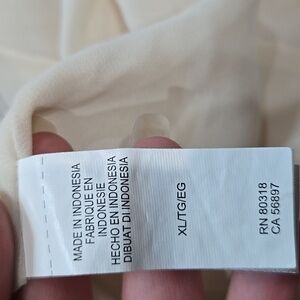 MADE IN INDONESIA
FABRIQUE EN
INDONESIE
HECHO EN INDONESIA
DIBUAT DI INDONESIA
XL/TG/EG
RN 80318
CA 56897